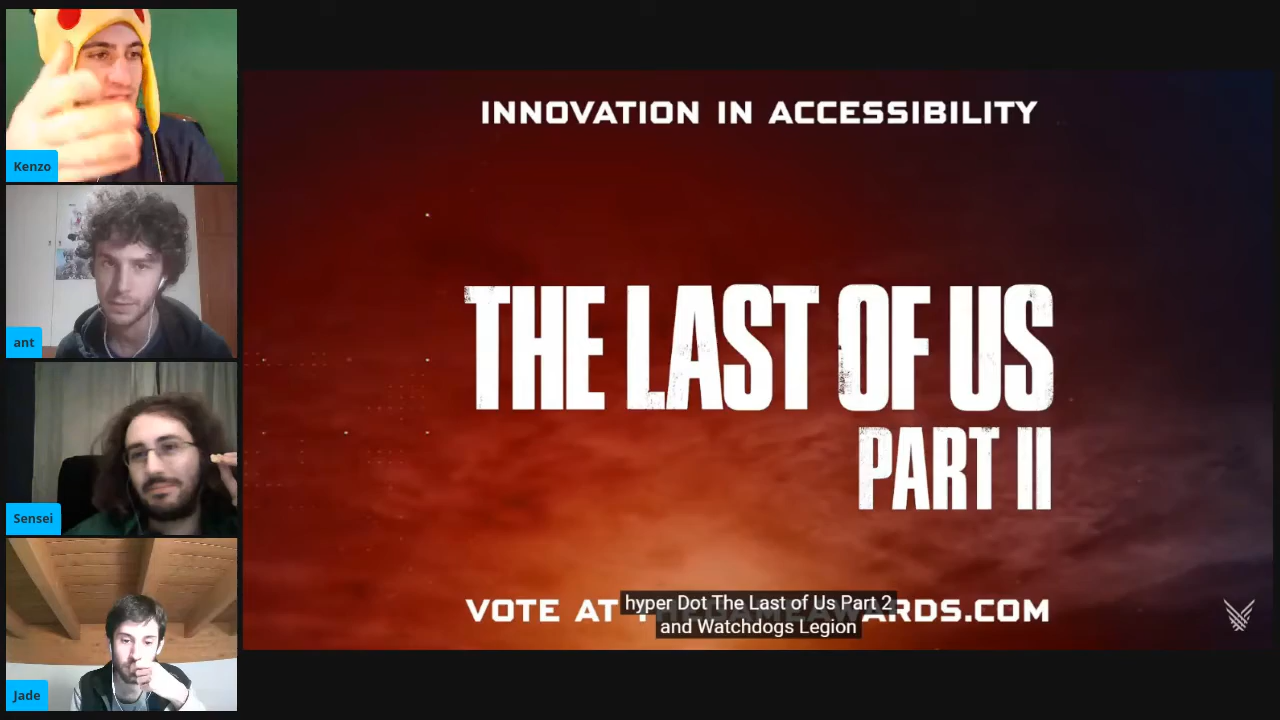 Kenzo
ant
Sensei
Jade
INNOVATION IN ACCESSIBILITY
THE LAST OF US
PART II
VOTE AT THEGAMEAWARDS.COM
hyper Dot The Last of Us Part 2
and Watchdogs Legion